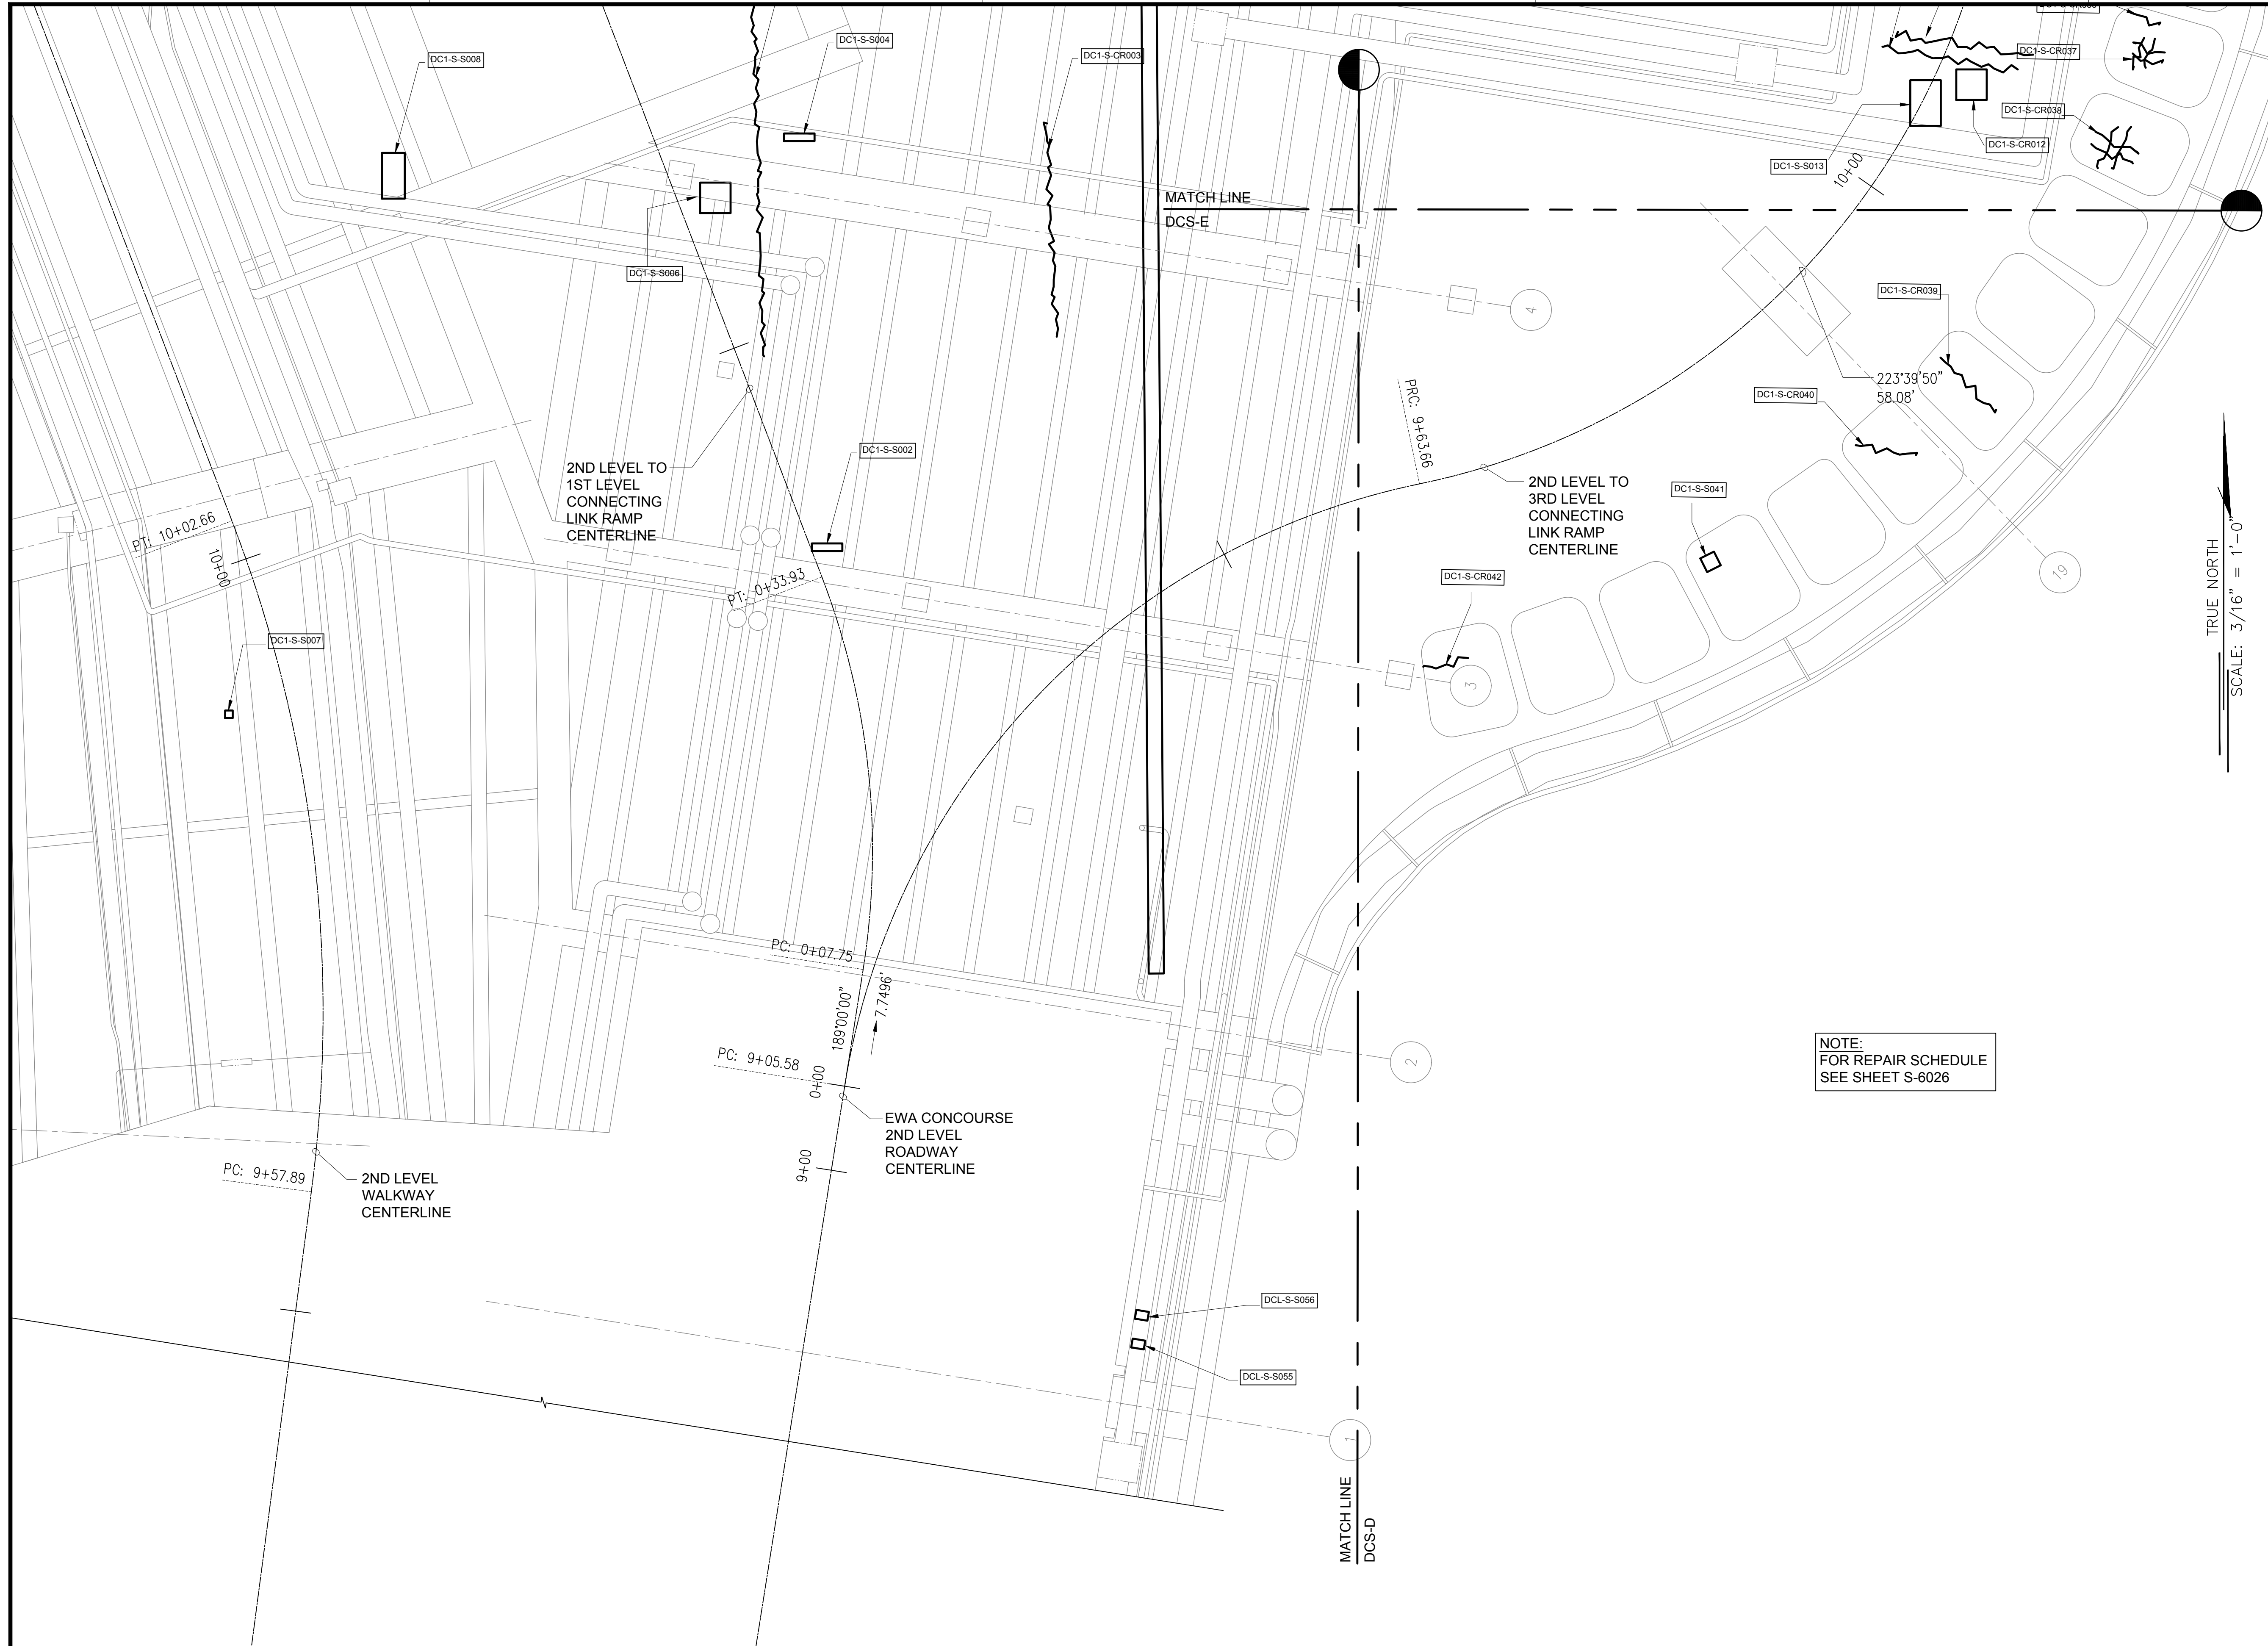 DC1-S-S008
DC1-S-S004
DC1-S-CR003
DC1-S-CR037
DC1-S-CR038
DC1-S-CR012
DC1-S-S013
10+00
MATCH LINE
DCS-E
DC1-S-S006
4
DC1-S-CR039
223°39'50"
58.08'
DC1-S-CR040
PRC: 9+63.66
2ND LEVEL TO
1ST LEVEL
CONNECTING
LINK RAMP
CENTERLINE
DC1-S-S002
2ND LEVEL TO
3RD LEVEL
CONNECTING
LINK RAMP
CENTERLINE
DC1-S-S041
19
TRUE NORTH
SCALE: 3/16" = 1'-0"
PT: 10+02.66
10+00
PT: 0+33.93
DC1-S-CR042
3
DC1-S-S007
PC: 0+07.75
189°00'00"
7.7496'
PC: 9+05.58
0+00
2
NOTE:
FOR REPAIR SCHEDULE
SEE SHEET S-6026
EWA CONCOURSE
2ND LEVEL
ROADWAY
CENTERLINE
9+00
PC: 9+57.89
2ND LEVEL
WALKWAY
CENTERLINE
DCL-S-S056
DCL-S-S055
1
MATCH LINE
DCS-D